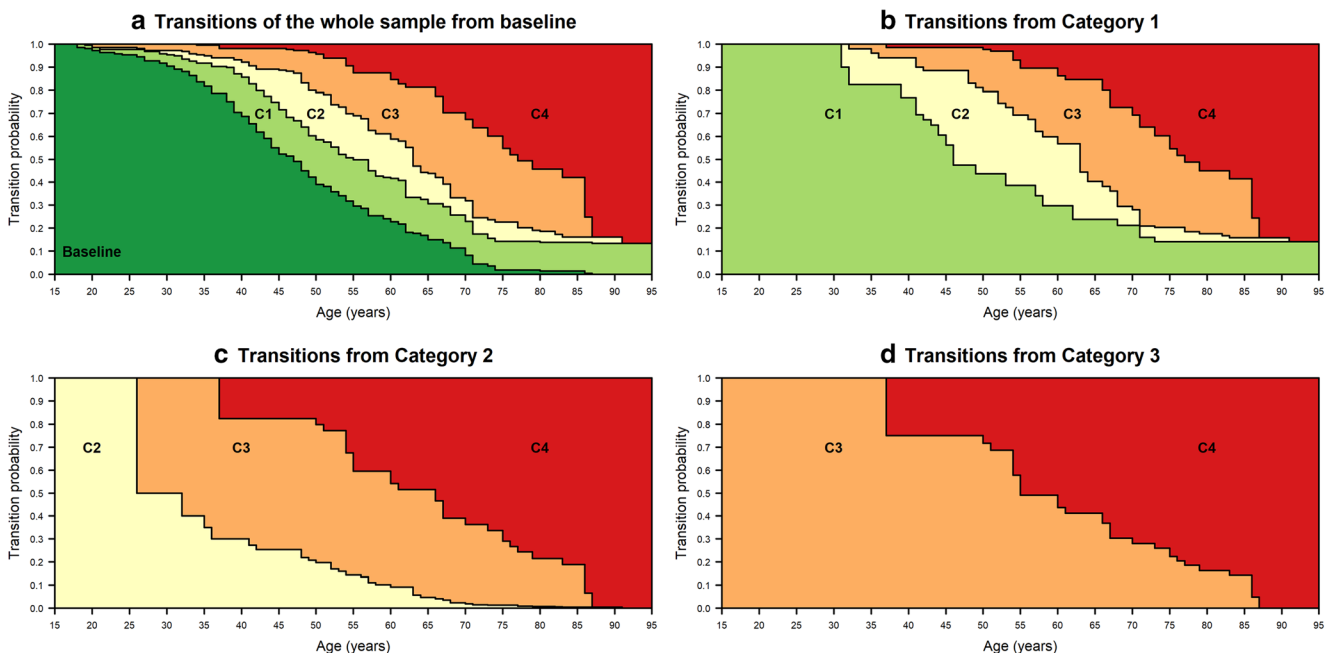 a Transitions of the whole sample from baseline
Transition probability
1.0
0.9
0.8
0.7
0.6
0.5
0.4
0.3
0.2
0.1
0.0
C1
C2
C3
C4
Baseline
15 20 25 30 35 40 45 50 55 60 65 70 75 80 85 90 95
Age (years)
b Transitions from Category 1
Transition probability
1.0
0.9
0.8
0.7
0.6
0.5
0.4
0.3
0.2
0.1
0.0
C1
C2
C3
C4
15 20 25 30 35 40 45 50 55 60 65 70 75 80 85 90 95
Age (years)
c Transitions from Category 2
Transition probability
1.0
0.9
0.8
0.7
0.6
0.5
0.4
0.3
0.2
0.1
0.0
C2
C3
C4
15 20 25 30 35 40 45 50 55 60 65 70 75 80 85 90 95
Age (years)
d Transitions from Category 3
Transition probability
1.0
0.9
0.8
0.7
0.6
0.5
0.4
0.3
0.2
0.1
0.0
C3
C4
15 20 25 30 35 40 45 50 55 60 65 70 75 80 85 90 95
Age (years)